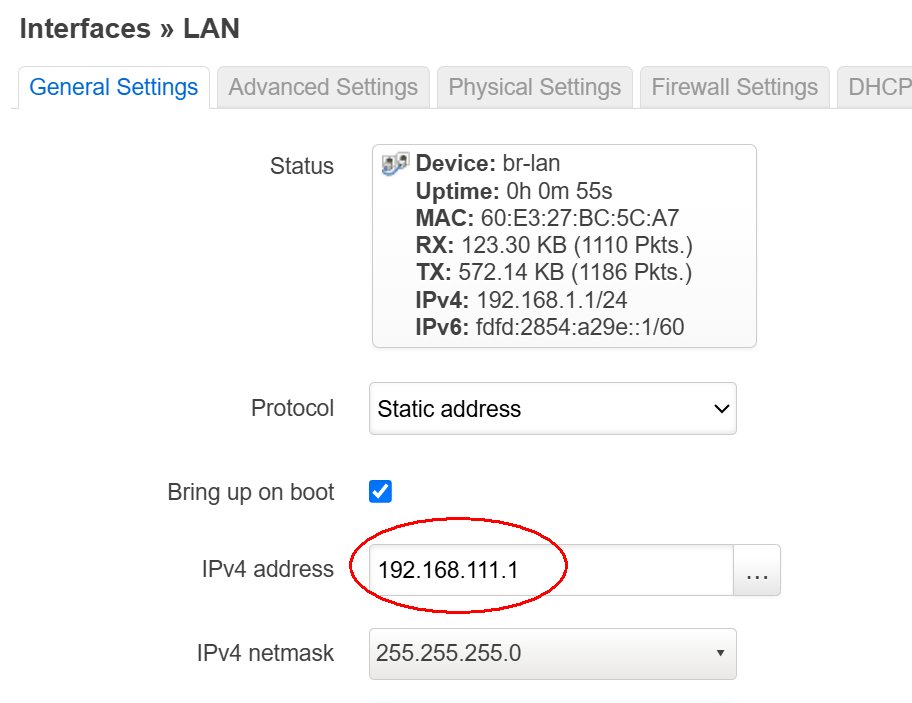 Interfaces » LAN
General Settings Advanced Settings Physical Settings Firewall Settings DHCP
Status
Device: br-lan
Uptime: 0h 0m 55s
MAC: 60:E3:27:BC:5C:A7
RX: 123.30 KB (1110 Pkts.)
TX: 572.14 KB (1186 Pkts.)
IPv4: 192.168.1.1/24
IPv6: fdfd:2854:a29e::1/60
Protocol Static address
Bring up on boot
IPv4 address 192.168.111.1 ...
IPv4 netmask 255.255.255.0